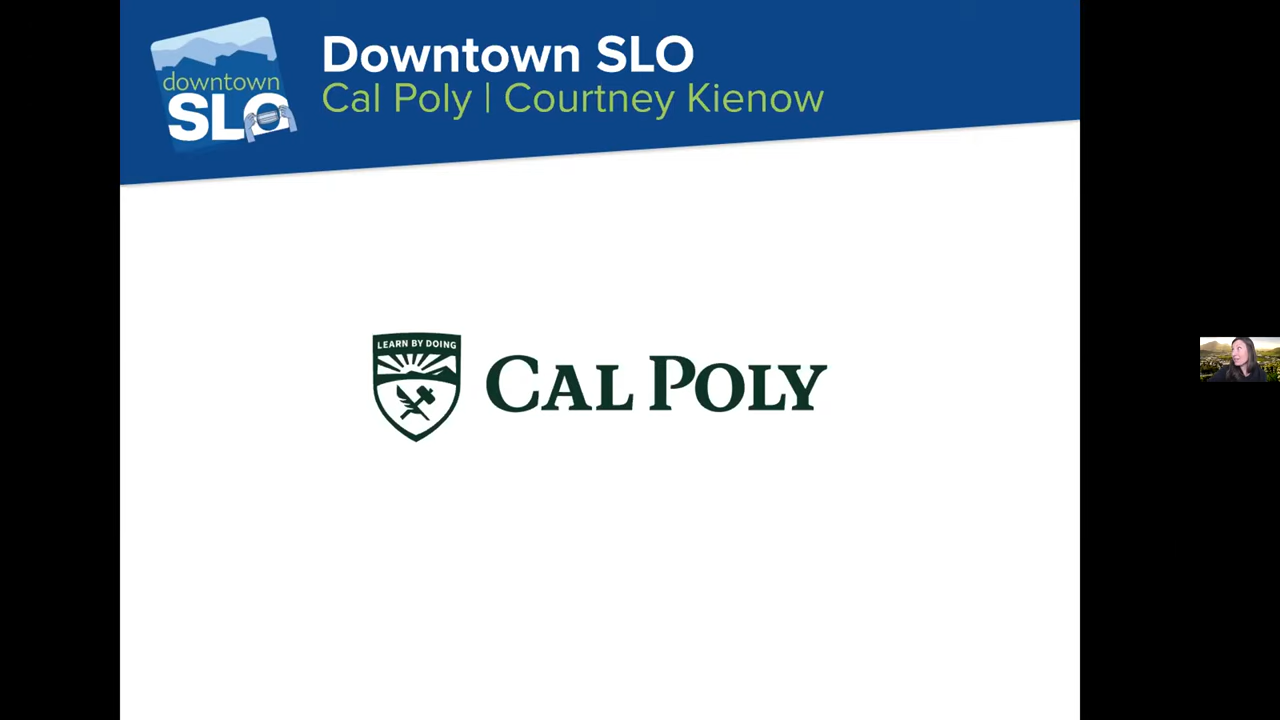 downtown
SLO
Downtown SLO
Cal Poly | Courtney Kienow
LEARN BY DOING
CAL POLY